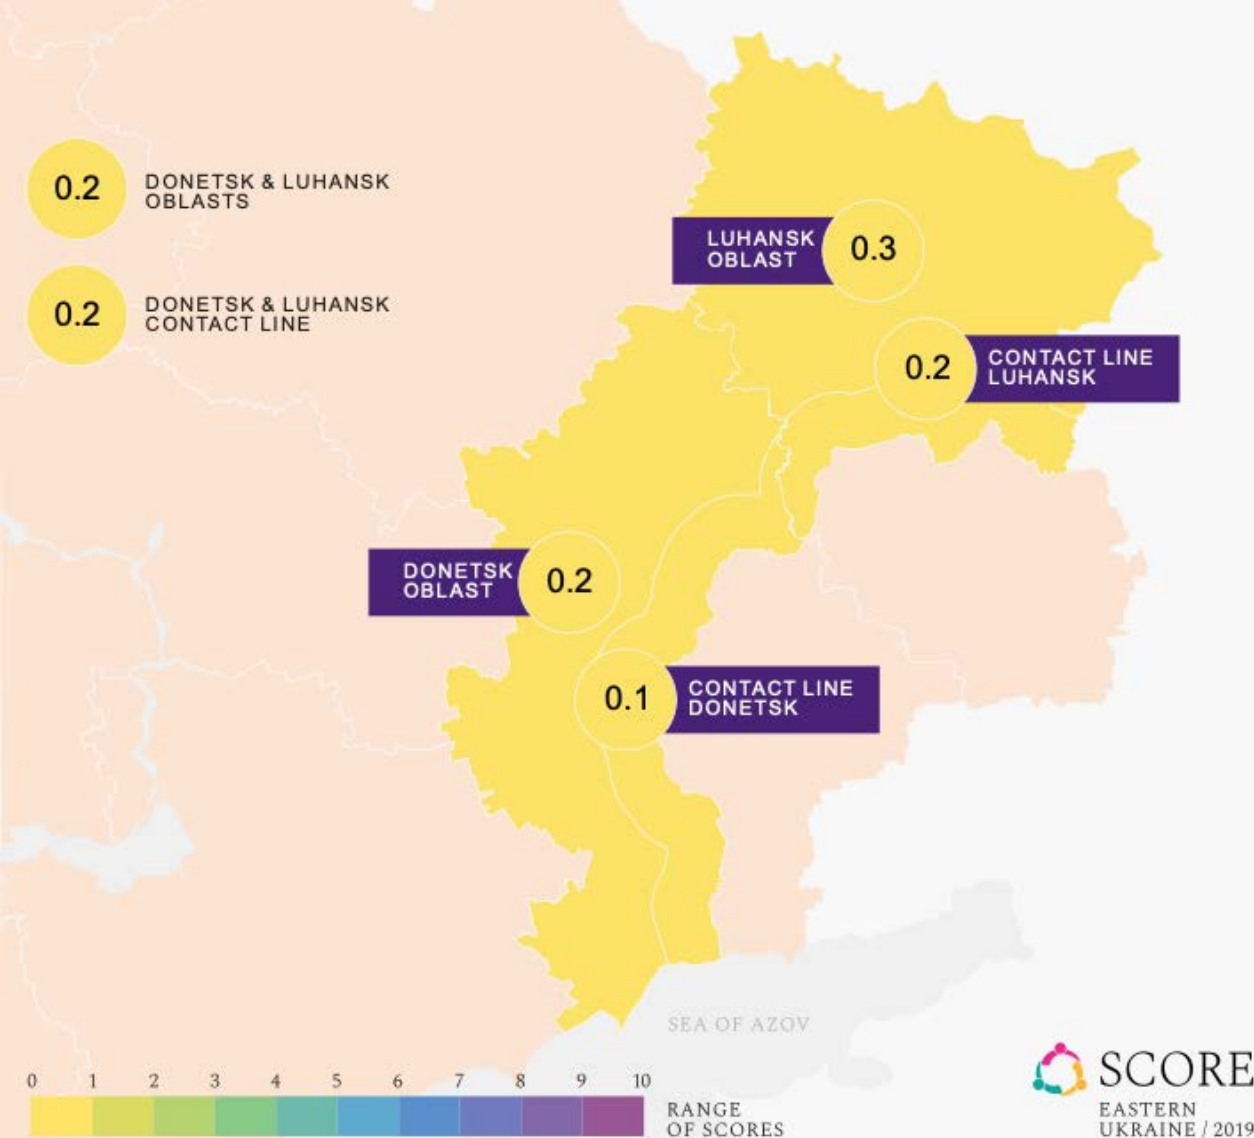 0.2
DONETSK & LUHANSK
OBLASTS
0.2
DONETSK & LUHANSK
CONTACT LINE
LUHANSK
OBLAST
0.3
0.2
CONTACT LINE
LUHANSK
DONETSK
OBLAST
0.2
0.1
CONTACT LINE
DONETSK
SEA OF AZOV
0 1 2 3 4 5 6 7 8 9 10
RANGE
OF SCORES
SCORE
EASTERN
UKRAINE / 2019